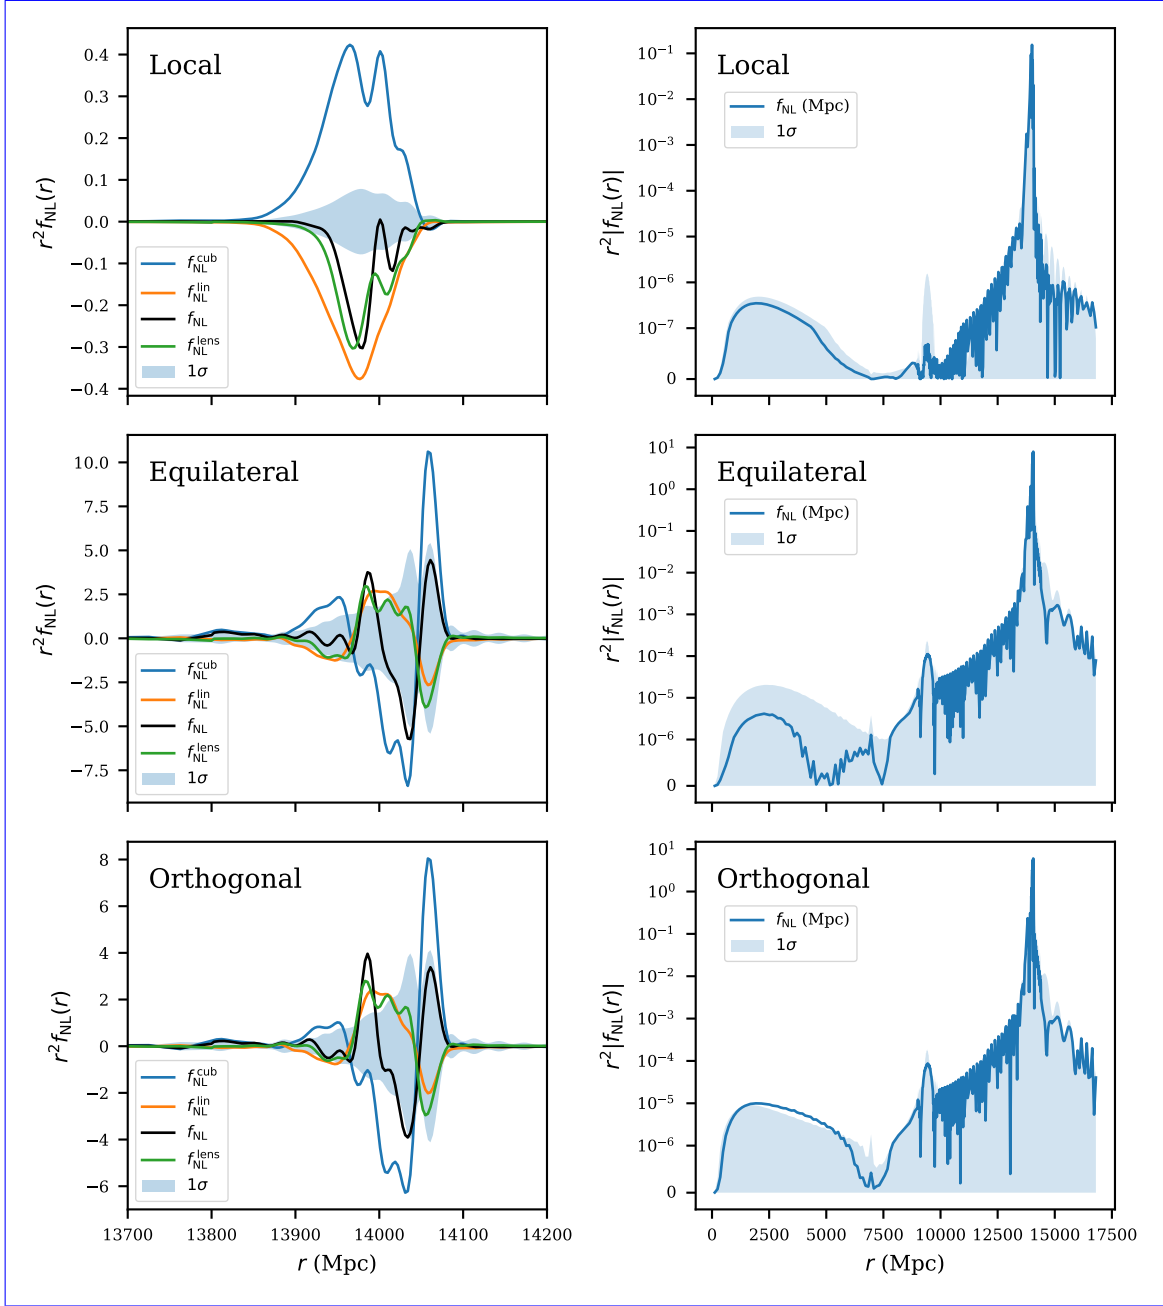 Local
r²f_NL(r)
0.4
0.3
0.2
0.1
0.0
−0.1
−0.2
−0.3
−0.4
f_NL^cub
f_NL^lin
f_NL
f_NL^lens
1σ
Local
r²|f_NL(r)|
10⁻¹
10⁻²
10⁻³
10⁻⁴
10⁻⁵
10⁻⁶
10⁻⁷
0
f_NL (Mpc)
1σ
Equilateral
r²f_NL(r)
10.0
7.5
5.0
2.5
0.0
−2.5
−5.0
−7.5
f_NL^cub
f_NL^lin
f_NL
f_NL^lens
1σ
Equilateral
r²|f_NL(r)|
10¹
10⁰
10⁻¹
10⁻²
10⁻³
10⁻⁴
10⁻⁵
10⁻⁶
0
f_NL (Mpc)
1σ
Orthogonal
r²f_NL(r)
8
6
4
2
0
−2
−4
−6
f_NL^cub
f_NL^lin
f_NL
f_NL^lens
1σ
13700 13800 13900 14000 14100 14200
r (Mpc)
Orthogonal
r²|f_NL(r)|
10¹
10⁰
10⁻¹
10⁻²
10⁻³
10⁻⁴
10⁻⁵
10⁻⁶
0
f_NL (Mpc)
1σ
0 2500 5000 7500 10000 12500 15000 17500
r (Mpc)